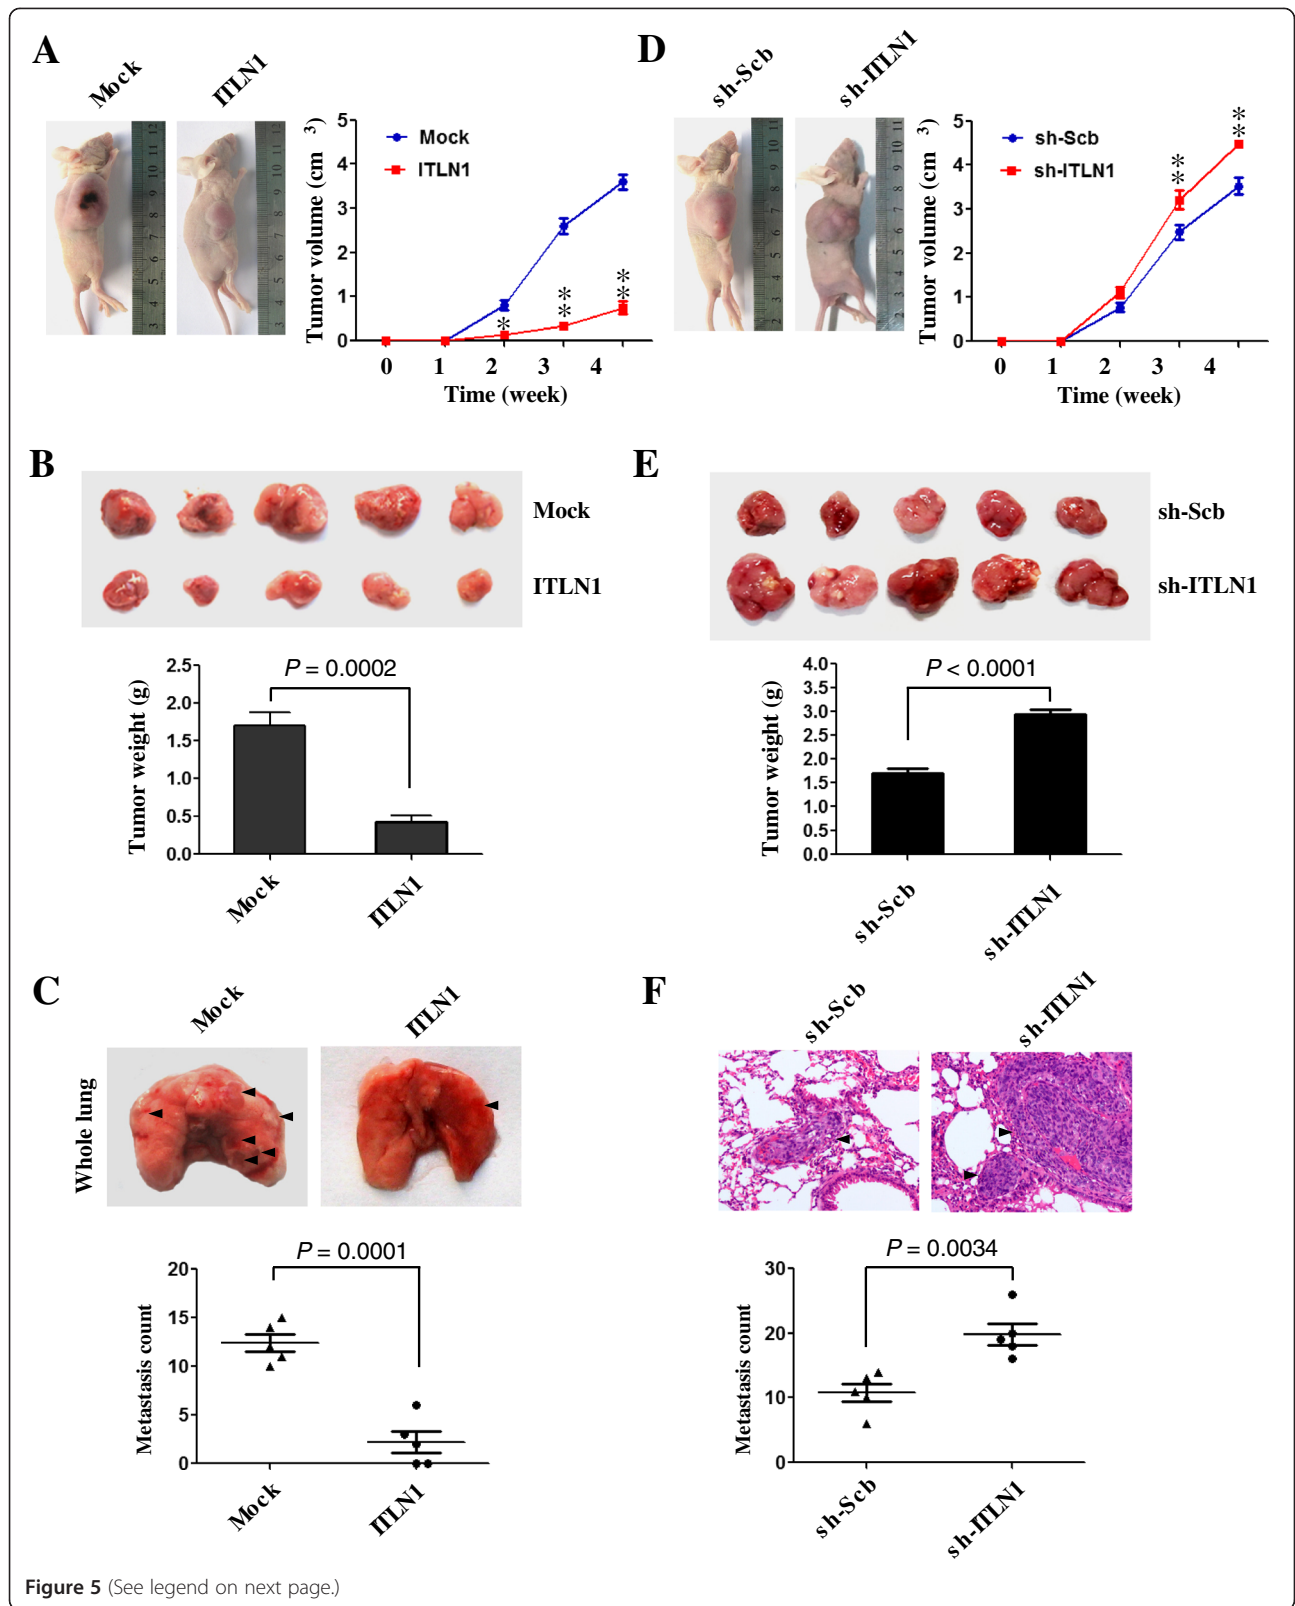 A
Mock
ITLN1
Tumor volume (cm 3)
5
4
3
2
1
0
Mock
ITLN1
*
**
**
0 1 2 3 4
Time (week)
D
sh-Scb
sh-ITLN1
Tumor volume (cm 3)
5
4
3
2
1
0
sh-Scb
sh-ITLN1
**
**
0 1 2 3 4
Time (week)
B
Mock
ITLN1
P = 0.0002
Tumor weight (g)
2.5
2.0
1.5
1.0
0.5
0.0
Mock
ITLN1
E
sh-Scb
sh-ITLN1
P < 0.0001
Tumor weight (g)
4.0
3.5
3.0
2.5
2.0
1.5
1.0
0.5
0.0
sh-Scb
sh-ITLN1
C
Mock
ITLN1
Whole lung
P = 0.0001
Metastasis count
20
15
10
5
0
Mock
ITLN1
F
sh-Scb
sh-ITLN1
P = 0.0034
Metastasis count
30
20
10
0
sh-Scb
sh-ITLN1
Figure 5 (See legend on next page.)